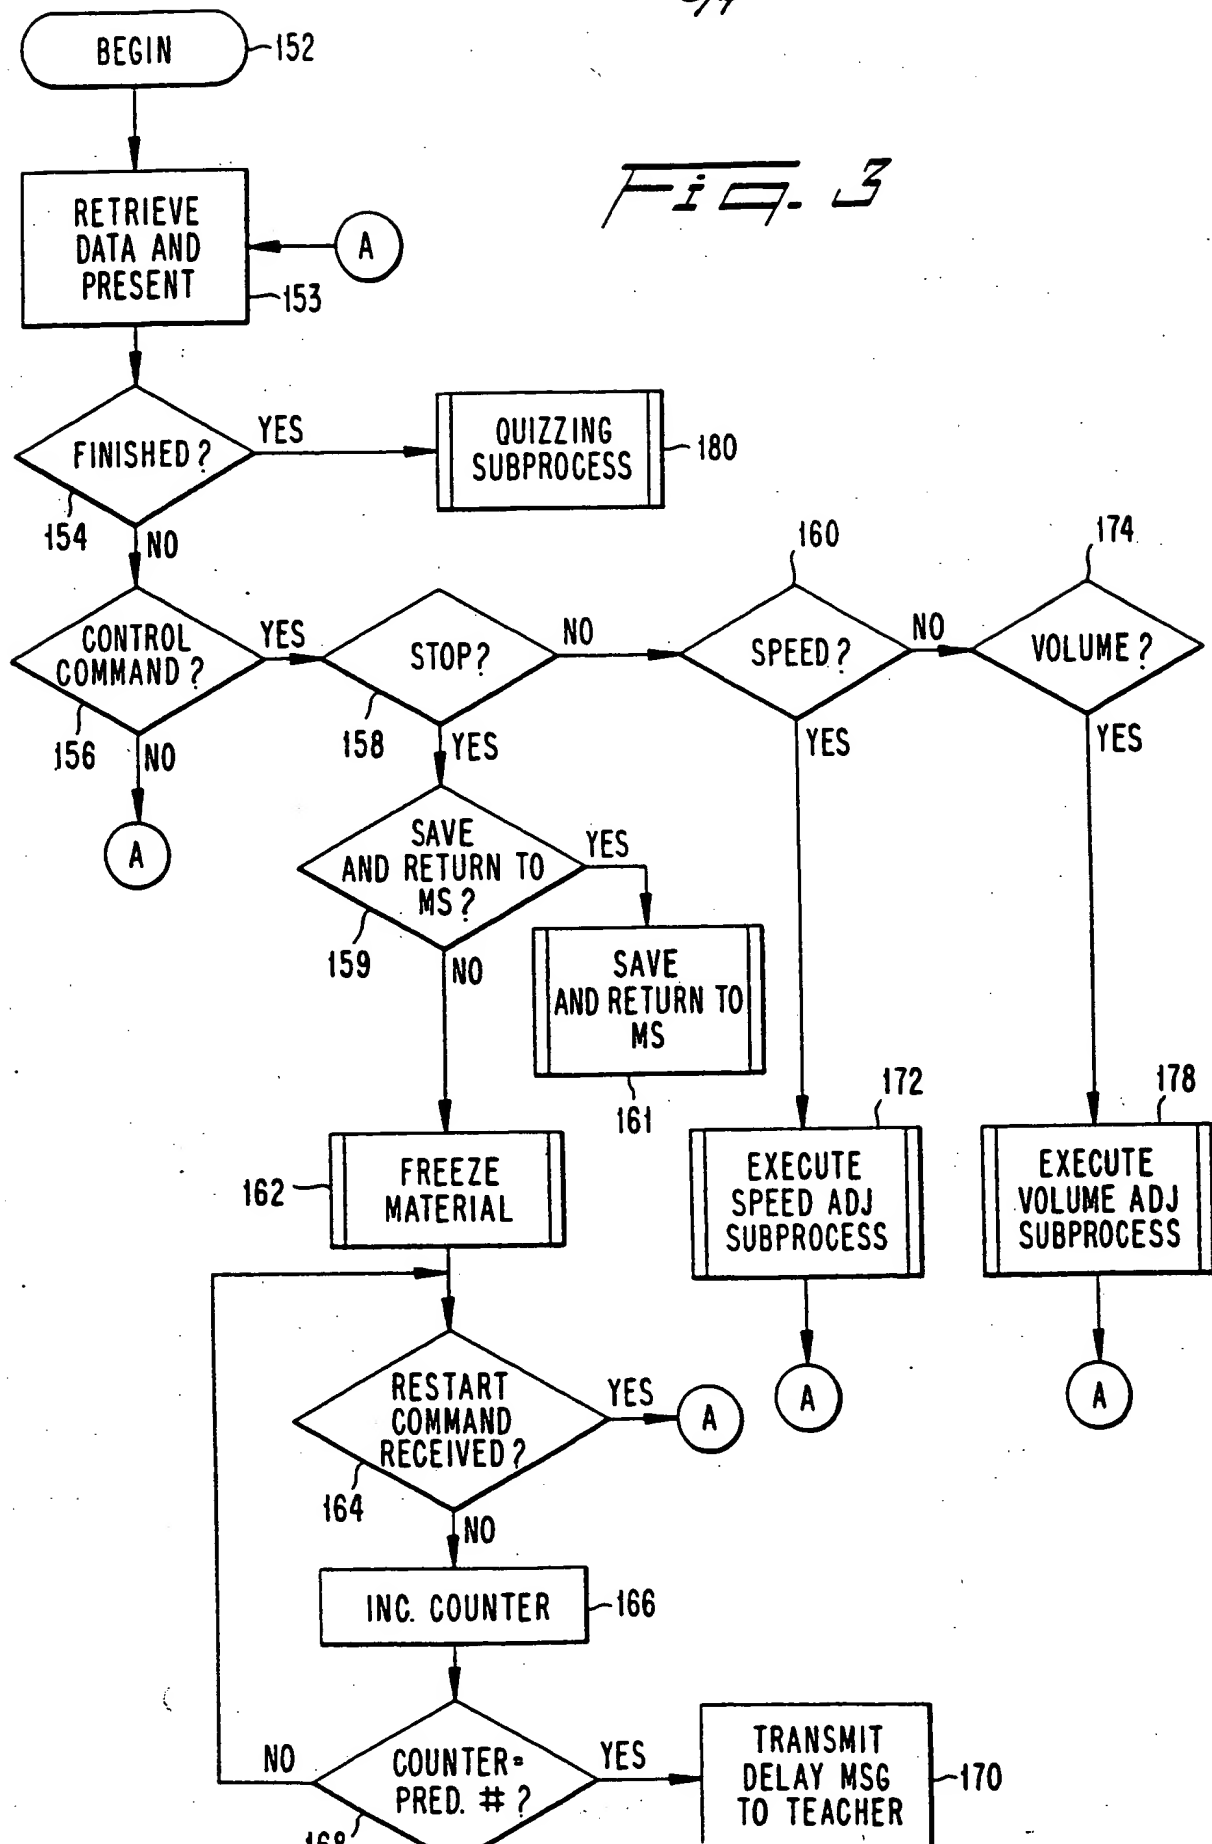 BEGIN
152
Fig. 3
RETRIEVE
DATA AND
PRESENT
A
153
FINISHED?
YES
QUIZZING
SUBPROCESS
180
154
NO
160
174
CONTROL
COMMAND?
YES
STOP?
NO
SPEED?
NO
VOLUME?
156
NO
158
YES
YES
YES
A
SAVE
AND RETURN TO
MS?
YES
159
NO
SAVE
AND RETURN TO
MS
161
172
178
162
FREEZE
MATERIAL
EXECUTE
SPEED ADJ
SUBPROCESS
EXECUTE
VOLUME ADJ
SUBPROCESS
RESTART
COMMAND
RECEIVED?
YES
A
A
A
164
NO
INC. COUNTER
166
NO
COUNTER=
PRED. #?
YES
TRANSMIT
DELAY MSG
TO TEACHER
170
168